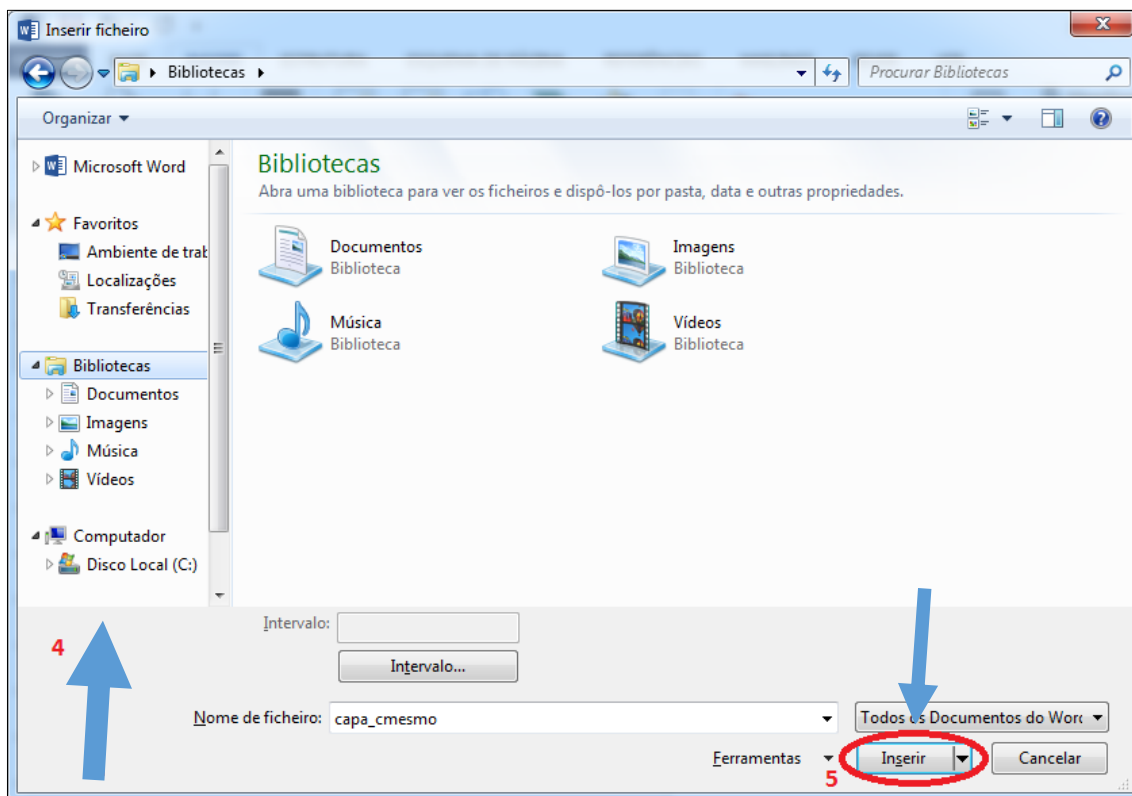 Inserir ficheiro
Bibliotecas
Procurar Bibliotecas
Organizar
Microsoft Word
Favoritos
Ambiente de trab
Localizações
Transferências
Bibliotecas
Documentos
Imagens
Música
Vídeos
Computador
Disco Local (C:)
Bibliotecas
Abra uma biblioteca para ver os ficheiros e dispô-los por pasta, data e outras propriedades.
Documentos
Biblioteca
Imagens
Biblioteca
Música
Biblioteca
Vídeos
Biblioteca
4
Intervalo:
Intervalo...
Nome de ficheiro: capa_cmesmo
Todos os Documentos do Word
Ferramentas
5
Inserir
Cancelar